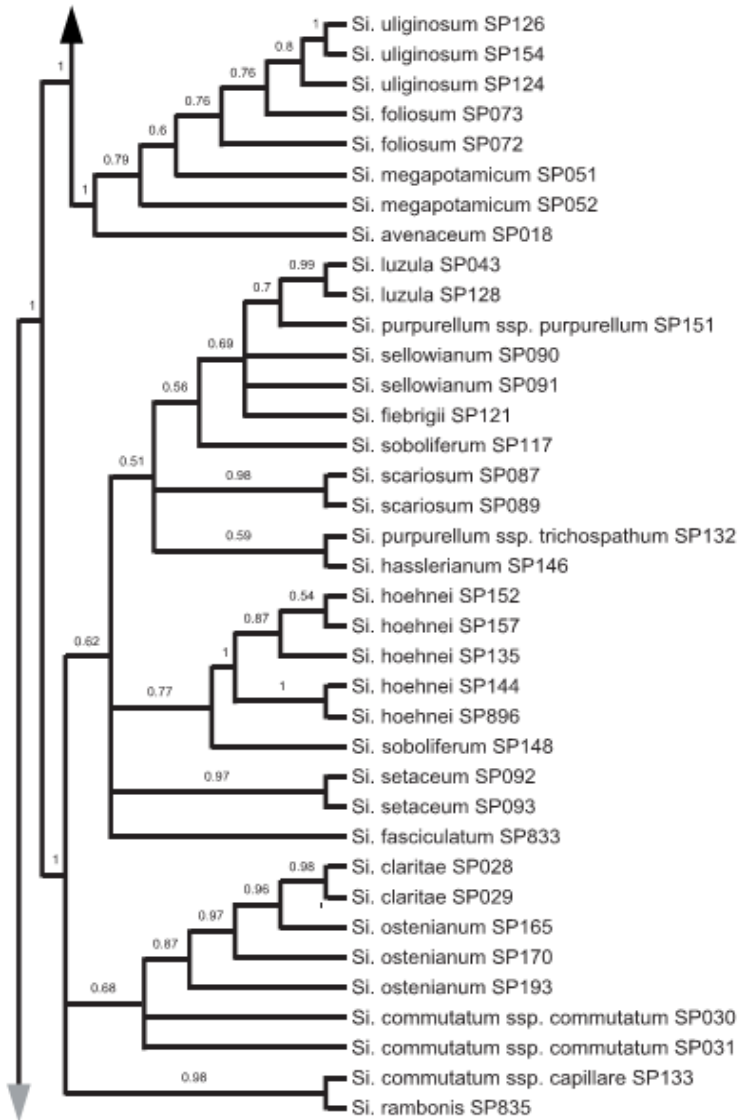 1
Si. uliginosum SP126
0.8
Si. uliginosum SP154
1
0.76
Si. uliginosum SP124
0.76
Si. foliosum SP073
0.6
Si. foliosum SP072
0.79
Si. megapotamicum SP051
1
Si. megapotamicum SP052
Si. avenaceum SP018
0.99
Si. luzula SP043
0.7
Si. luzula SP128
1
Si. purpurellum ssp. purpurellum SP151
0.69
Si. sellowianum SP090
0.56
Si. sellowianum SP091
Si. fiebrigii SP121
Si. soboliferum SP117
0.51
0.98
Si. scariosum SP087
Si. scariosum SP089
0.59
Si. purpurellum ssp. trichospathum SP132
Si. hasslerianum SP146
0.54
Si. hoehnei SP152
0.87
Si. hoehnei SP157
0.62
1
Si. hoehnei SP135
0.77
1
Si. hoehnei SP144
Si. hoehnei SP896
Si. soboliferum SP148
0.97
Si. setaceum SP092
Si. setaceum SP093
Si. fasciculatum SP833
1
0.98
Si. claritae SP028
0.96
Si. claritae SP029
0.97
Si. ostenianum SP165
0.87
Si. ostenianum SP170
0.68
Si. ostenianum SP193
Si. commutatum ssp. commutatum SP030
Si. commutatum ssp. commutatum SP031
0.98
Si. commutatum ssp. capillare SP133
Si. rambonis SP835